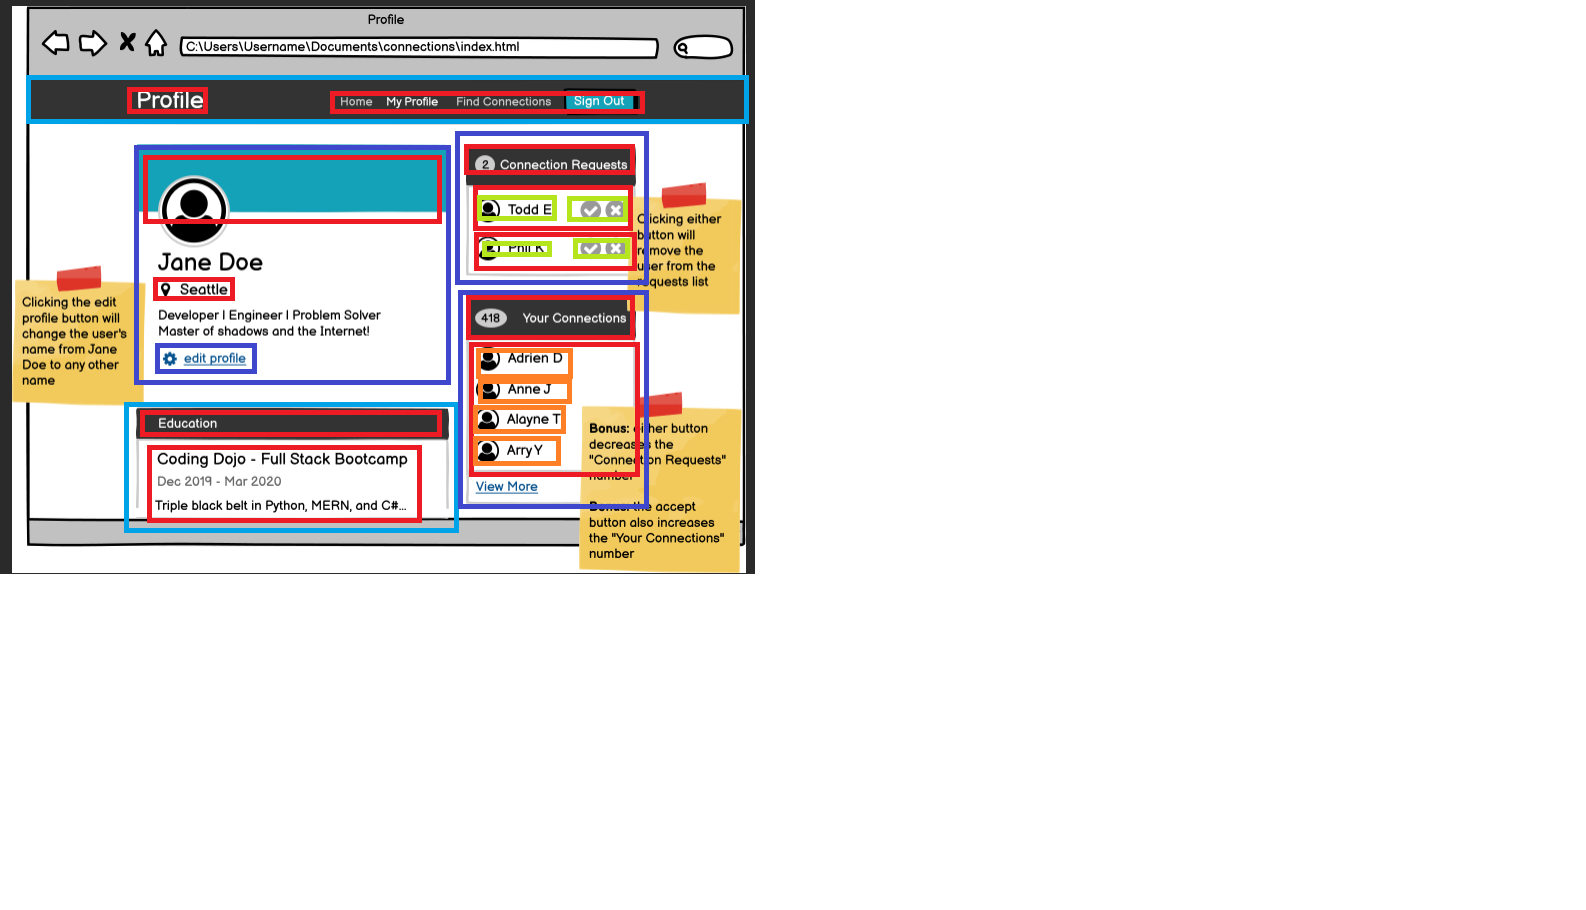 Profile
C:\Users\Username\Documents\connections\index.html
Profile
Home My Profile Find Connections Sign Out
Jane Doe
Seattle
Developer | Engineer | Problem Solver
Master of shadows and the Internet!
edit profile
Clicking the edit
profile button will
change the user's
name from Jane
Doe to any other
name
Education
Coding Dojo - Full Stack Bootcamp
Dec 2019 - Mar 2020
Triple black belt in Python, MERN, and C#...
2 Connection Requests
Todd E
Phil K
Clicking either
button will
remove the
user from the
requests list
418 Your Connections
Adrien D
Anne J
Alayne T
Arry Y
View More
Bonus: either button
decreases the
"Connection Requests"
number
Bonus: the accept
button also increases
the "Your Connections"
number